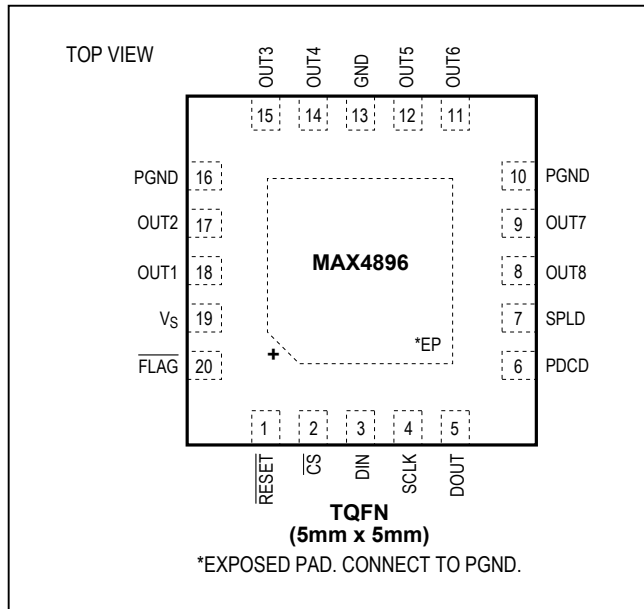 TOP VIEW
OUT3 OUT4 GND OUT5 OUT6
15 14 13 12 11
PGND 16 10 PGND
OUT2 17 9 OUT7
OUT1 18 MAX4896 8 OUT8
VS 19 7 SPLD
FLAG 20 + *EP 6 PDCD
1 2 3 4 5
RESET CS DIN SCLK DOUT
TQFN
(5mm x 5mm)
*EXPOSED PAD. CONNECT TO PGND.